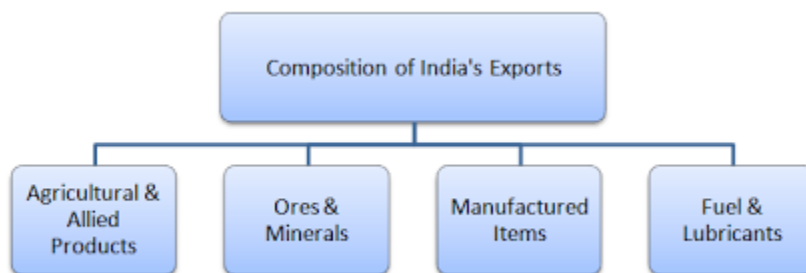 Composition of India's Exports
Agricultural &
Allied
Products
Ores &
Minerals
Manufactured
Items
Fuel &
Lubricants